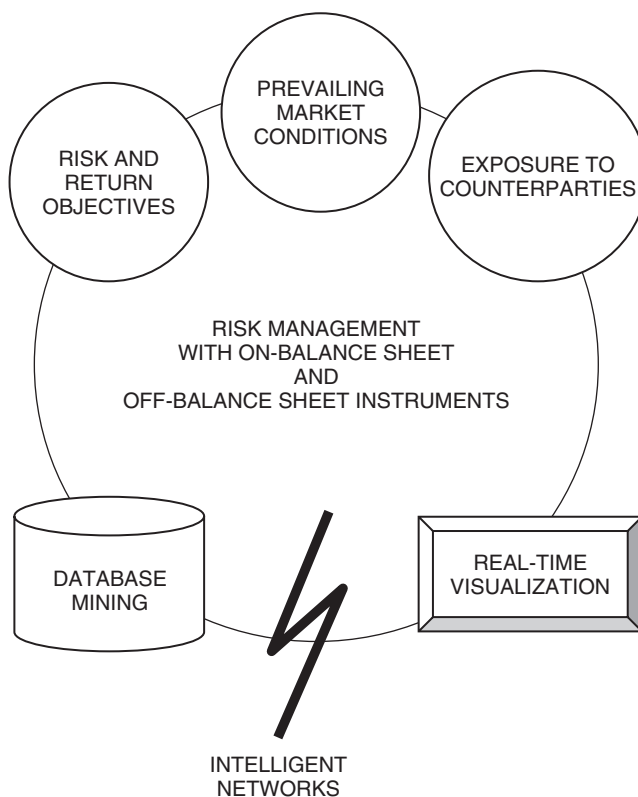 PREVAILING
MARKET
CONDITIONS
RISK AND
RETURN
OBJECTIVES
EXPOSURE TO
COUNTERPARTIES
RISK MANAGEMENT
WITH ON-BALANCE SHEET
AND
OFF-BALANCE SHEET INSTRUMENTS
DATABASE
MINING
REAL-TIME
VISUALIZATION
INTELLIGENT
NETWORKS